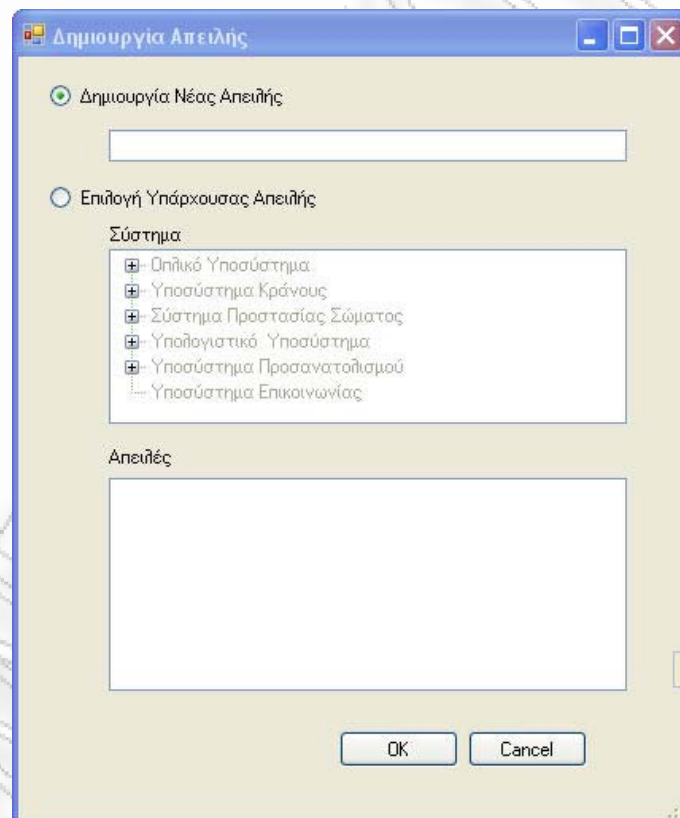 Δημιουργία Απειλής
Δημιουργία Νέας Απειλής
Επιλογή Υπάρχουσας Απειλής
Σύστημα
Οπλικό Υποσύστημα
Υποσύστημα Κράνους
Σύστημα Προστασίας Σώματος
Υπολογιστικό Υποσύστημα
Υποσύστημα Προσανατολισμού
Υποσύστημα Επικοινωνίας
Απειλές
OK Cancel